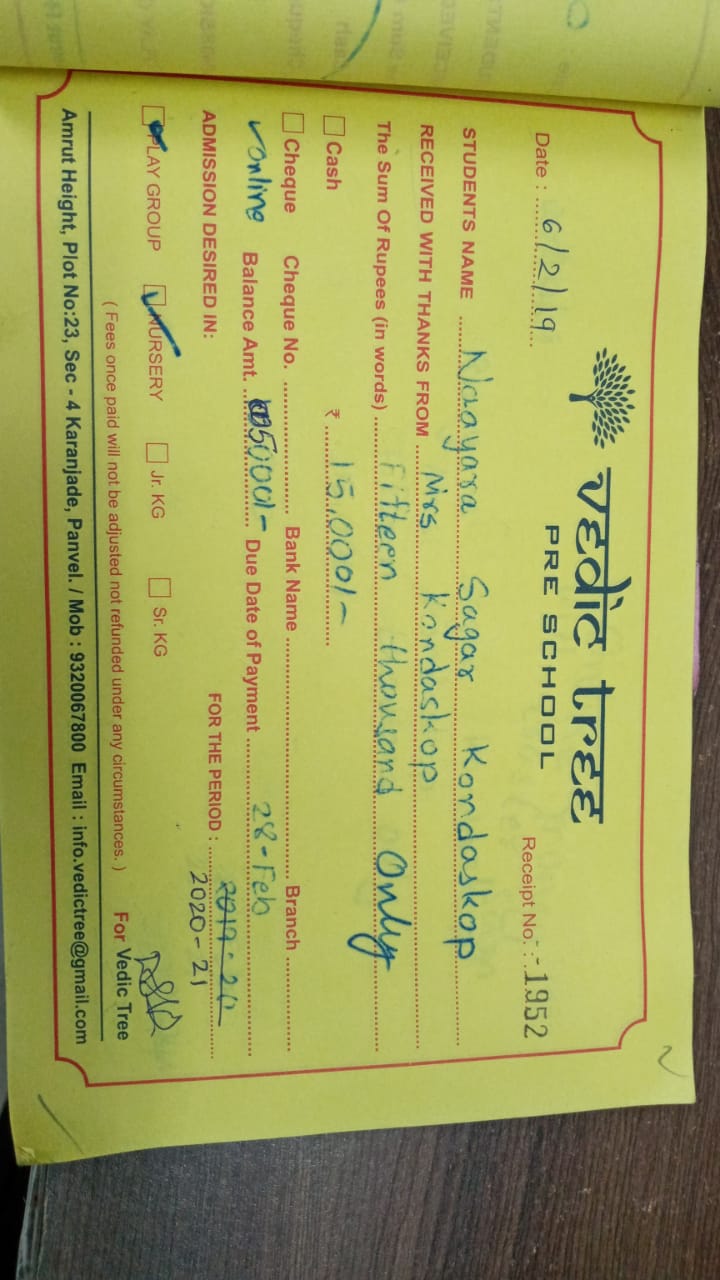 vedic tree
PRE SCHOOL
Date : 6/2/19
Receipt No. : - 1952
STUDENTS NAME Naayara Sagar Kondaskop
RECEIVED WITH THANKS FROM Mrs Kondaskop
The Sum Of Rupees (in words) fifteen thousand Only
Cash ₹ 15,000/-
Cheque Cheque No. Bank Name Branch
✓online Balance Amt. 5000/- Due Date of Payment 28-Feb
ADMISSION DESIRED IN: FOR THE PERIOD : 2019-20
2020-21
PLAY GROUP ✓ NURSERY Jr. KG Sr. KG
( Fees once paid will not be adjusted not refunded under any circumstances. ) For Vedic Tree
Amrut Height, Plot No:23, Sec - 4 Karanjade, Panvel. / Mob : 9320067800 Email : info.vedictree@gmail.com